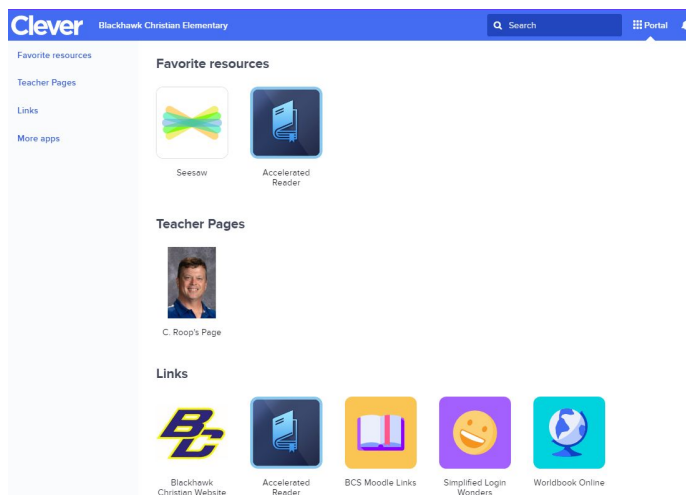 Clever Blackhawk Christian Elementary Search Portal
Favorite resources
Teacher Pages
Links
More apps
Favorite resources
Seesaw
Accelerated
Reader
Teacher Pages
C. Roop's Page
Links
BC
Blackhawk
Christian Website
Accelerated
Reader
BCS Moodle Links
Simplified Login
Wonders
Worldbook Online